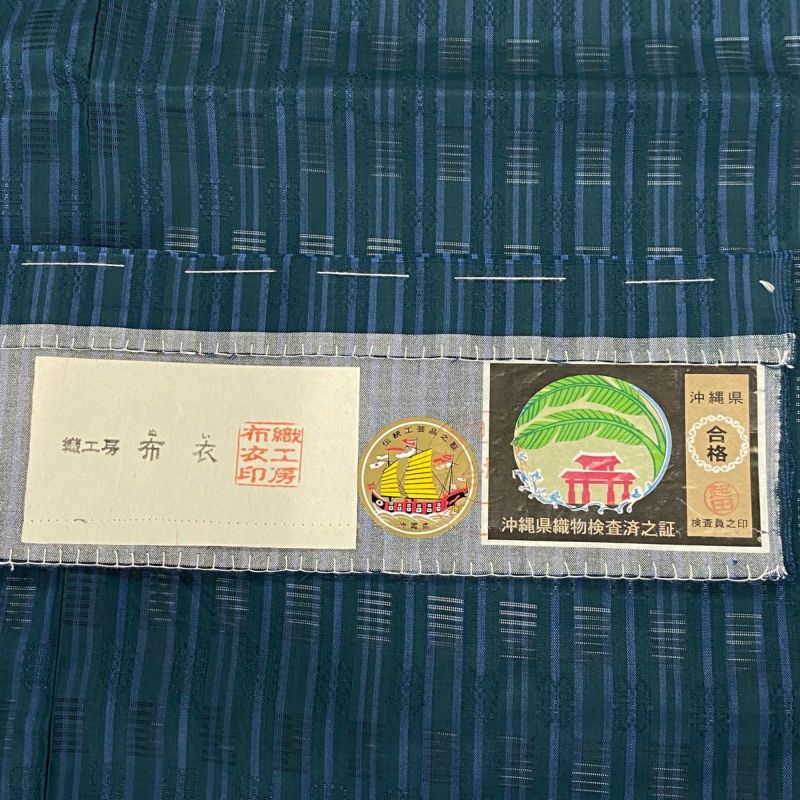 織工房 布 衣
と い
織工房
布衣印
伝統工芸品之証
沖縄県
沖縄県織物検査済之証
沖縄県
合格
検査員之印